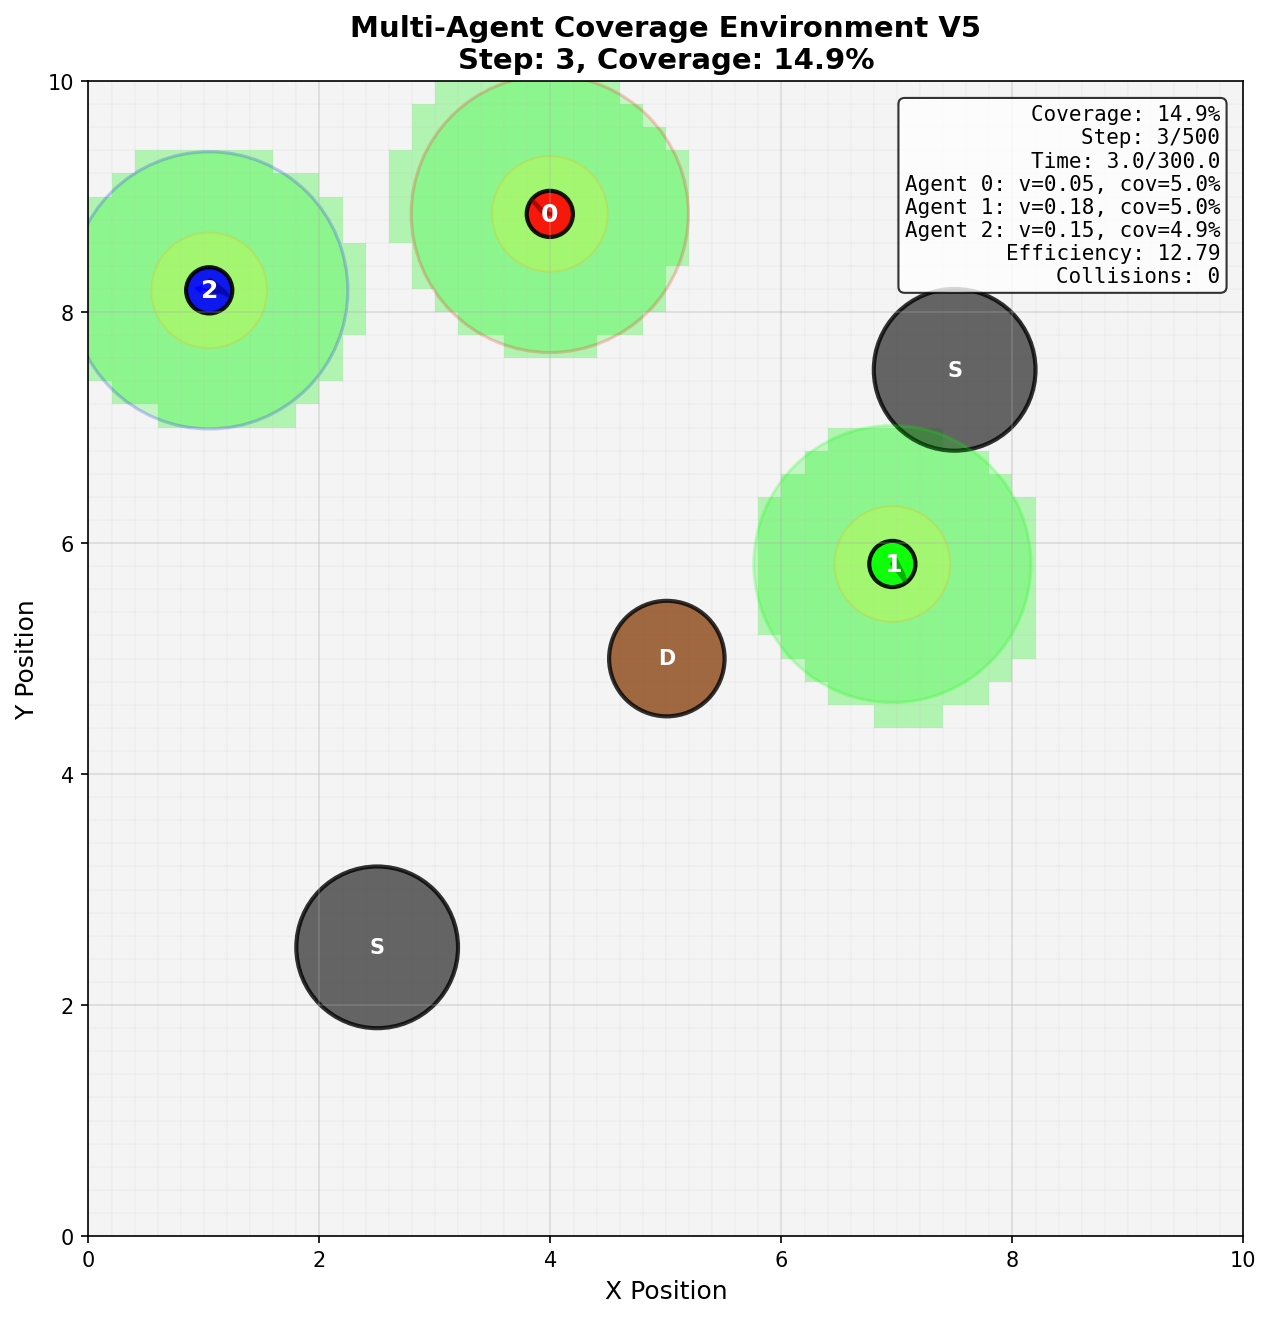 Multi-Agent Coverage Environment V5
Step: 3, Coverage: 14.9%
Coverage: 14.9%
Step: 3/500
Time: 3.0/300.0
Agent 0: v=0.05, cov=5.0%
Agent 1: v=0.18, cov=5.0%
Agent 2: v=0.15, cov=4.9%
Efficiency: 12.79
Collisions: 0
10
8
6
4
2
0
Y Position
0
2
S
1
D
S
0 2 4 6 8 10
X Position